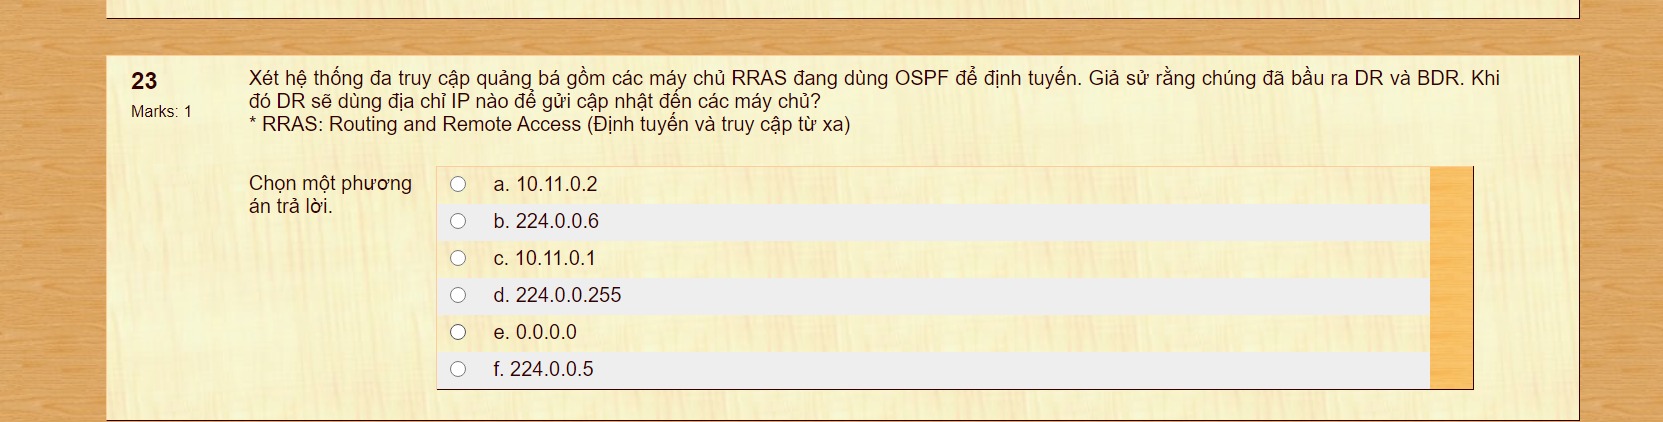 23
Marks: 1
Xét hệ thống đa truy cập quảng bá gồm các máy chủ RRAS đang dùng OSPF để định tuyến. Giả sử rằng chúng đã bầu ra DR và BDR. Khi
đó DR sẽ dùng địa chỉ IP nào để gửi cập nhật đến các máy chủ?
* RRAS: Routing and Remote Access (Định tuyến và truy cập từ xa)
Chọn một phương
án trả lời.
a. 10.11.0.2
b. 224.0.0.6
c. 10.11.0.1
d. 224.0.0.255
e. 0.0.0.0
f. 224.0.0.5